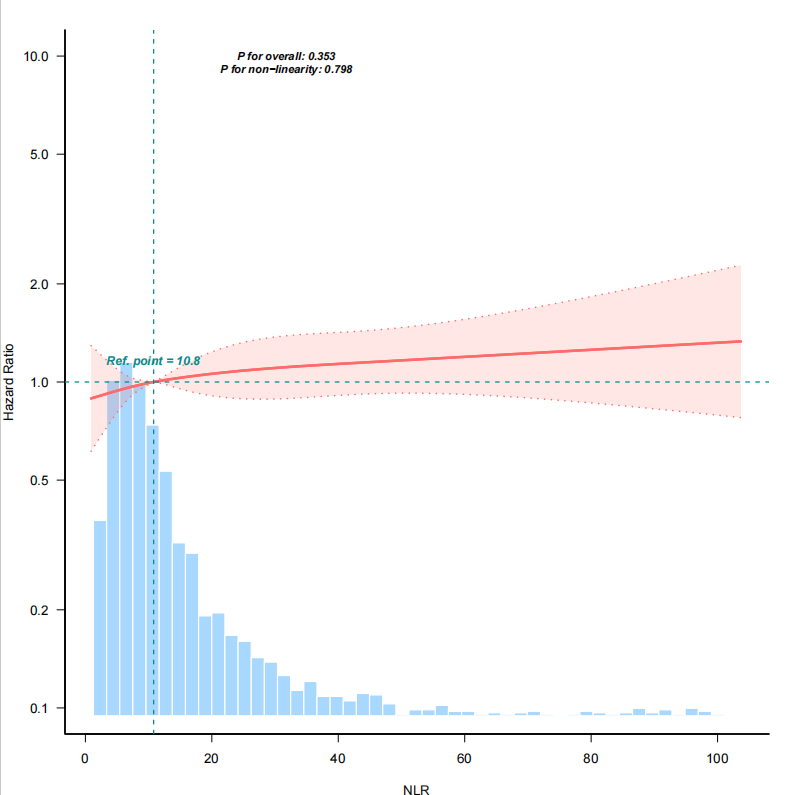 P for overall: 0.353
P for non−linearity: 0.798
10.0
5.0
2.0
1.0
0.5
0.2
0.1
Hazard Ratio
Ref. point = 10.8
0 20 40 60 80 100
NLR